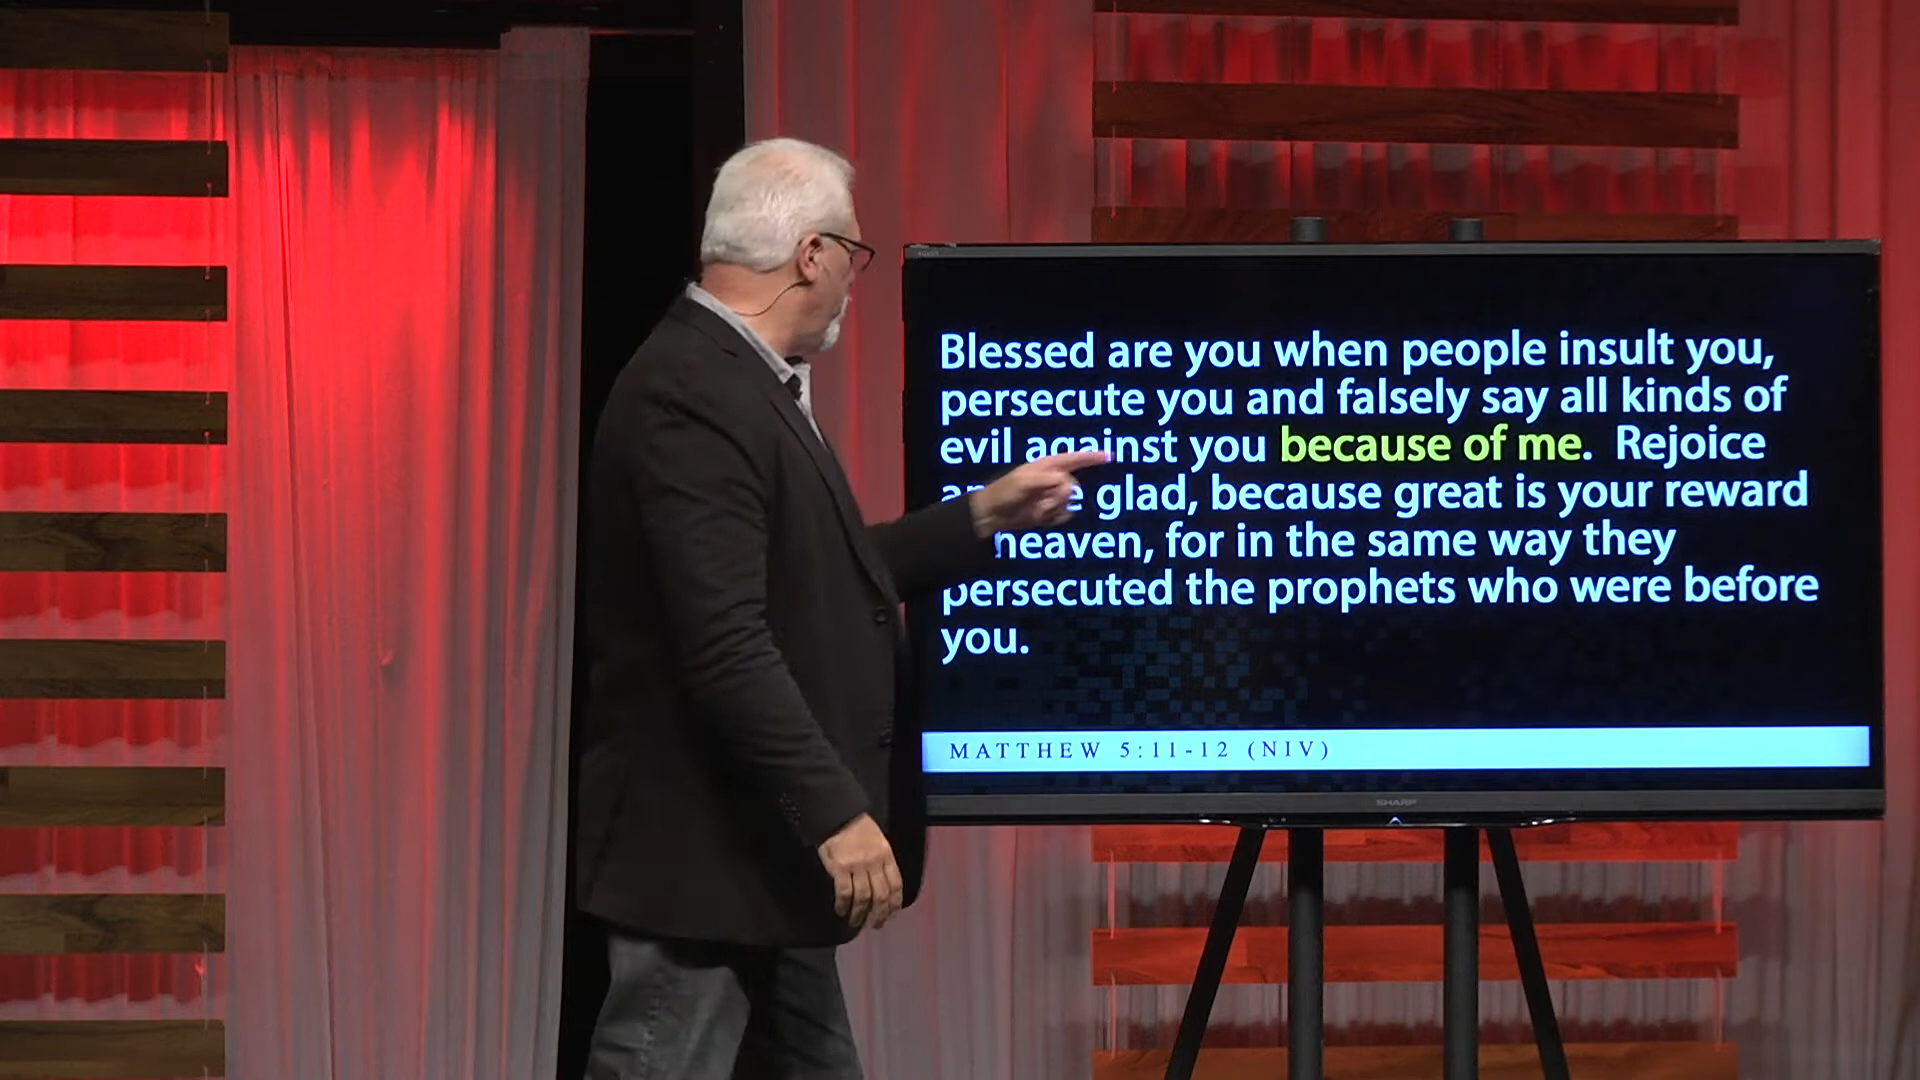 Blessed are you when people insult you,
persecute you and falsely say all kinds of
evil against you because of me. Rejoice
glad, because great is your reward
heaven, for in the same way they
persecuted the prophets who were before
you.
MATTHEW 5:11-12 (NIV)
SHARP